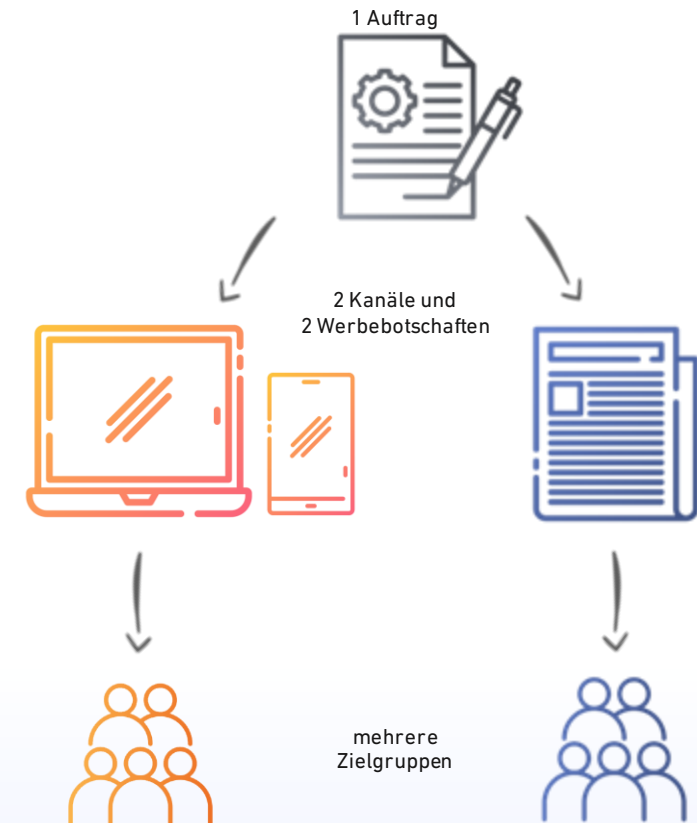 1 Auftrag
2 Kanäle und
2 Werbebotschaften
mehrere
Zielgruppen